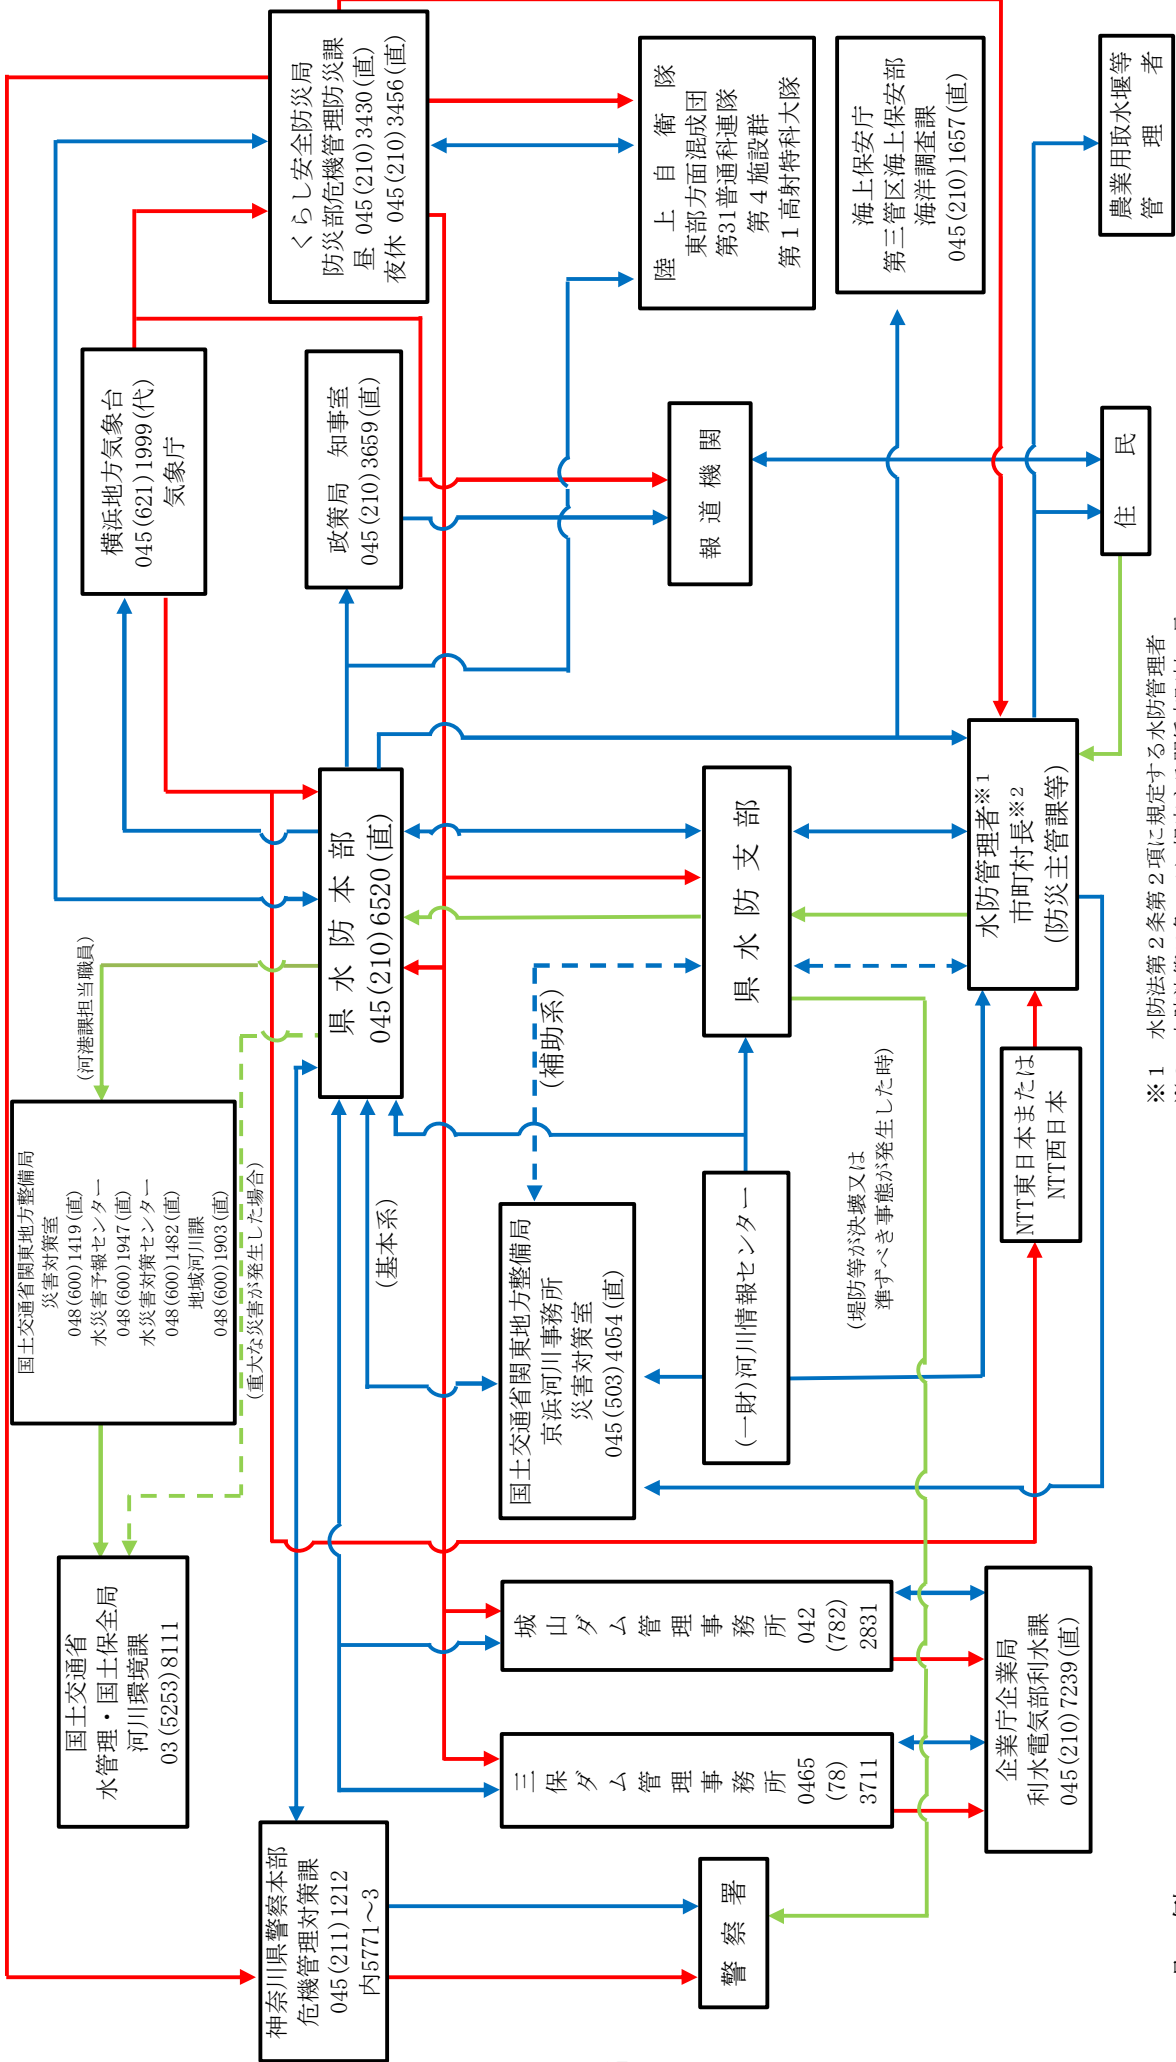 神奈川県警察本部
危機管理対策課
045(211)1212
内5771～3
国土交通省
水管理・国土保全局
河川環境課
03(5253)8111
国土交通省関東地方整備局
災害対策室
048(600)1419(直)
水災害予報センター
048(600)1947(直)
水災害対策センター
048(600)1482(直)
地域河川課
048(600)1903(直)
(河港課担当職員)
(重大な災害が発生した場合)
横浜地方気象台
045(621)1999(代)
気象庁
くらし安全防災局
防災部危機管理防災課
昼 045(210)3430(直)
夜休 045(210)3456(直)
県水防本部
045(210)6520(直)
政策局 知事室
045(210)3659(直)
(基本系)
(補助系)
警察署
三保ダム管理事務所
0465
(78)
3711
城山ダム管理事務所
042
(782)
2831
国土交通省関東地方整備局
京浜河川事務所
災害対策室
045(503)4054(直)
(一財)河川情報センター
県水防支部
報道機関
陸上自衛隊
東部方面混成団
第31普通科連隊
第４施設群
第１高射特科大隊
海上保安庁
第三管区海上保安部
海洋調査課
045(210)1657(直)
(堤防等が決壊又は
準ずべき事態が発生した時)
企業庁企業局
利水電気部利水課
045(210)7239(直)
NTT東日本または
NTT西日本
水防管理者※1
市町村長※2
(防災主管課等)
住民
農業用取水堰等
管理者
※１ 水防法第２条第２項に規定する水防管理者